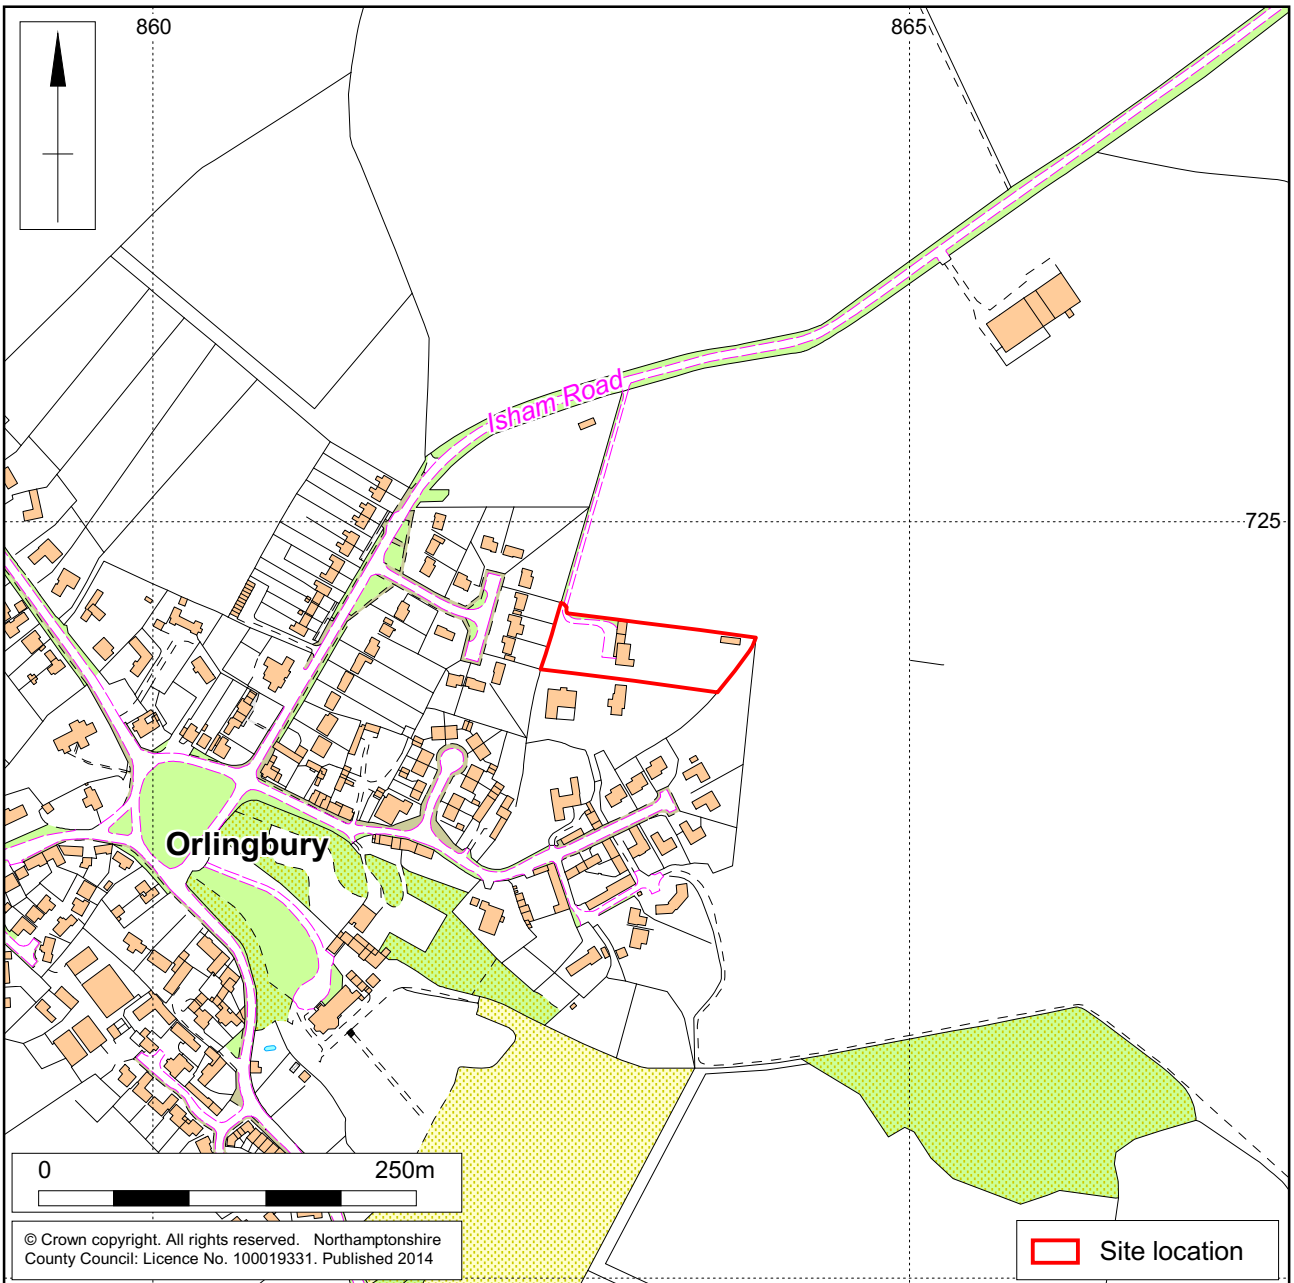 860
865
Isham Road
725
Orlingbury
0 250m
© Crown copyright. All rights reserved. Northamptonshire
County Council: Licence No. 100019331. Published 2014
Site location